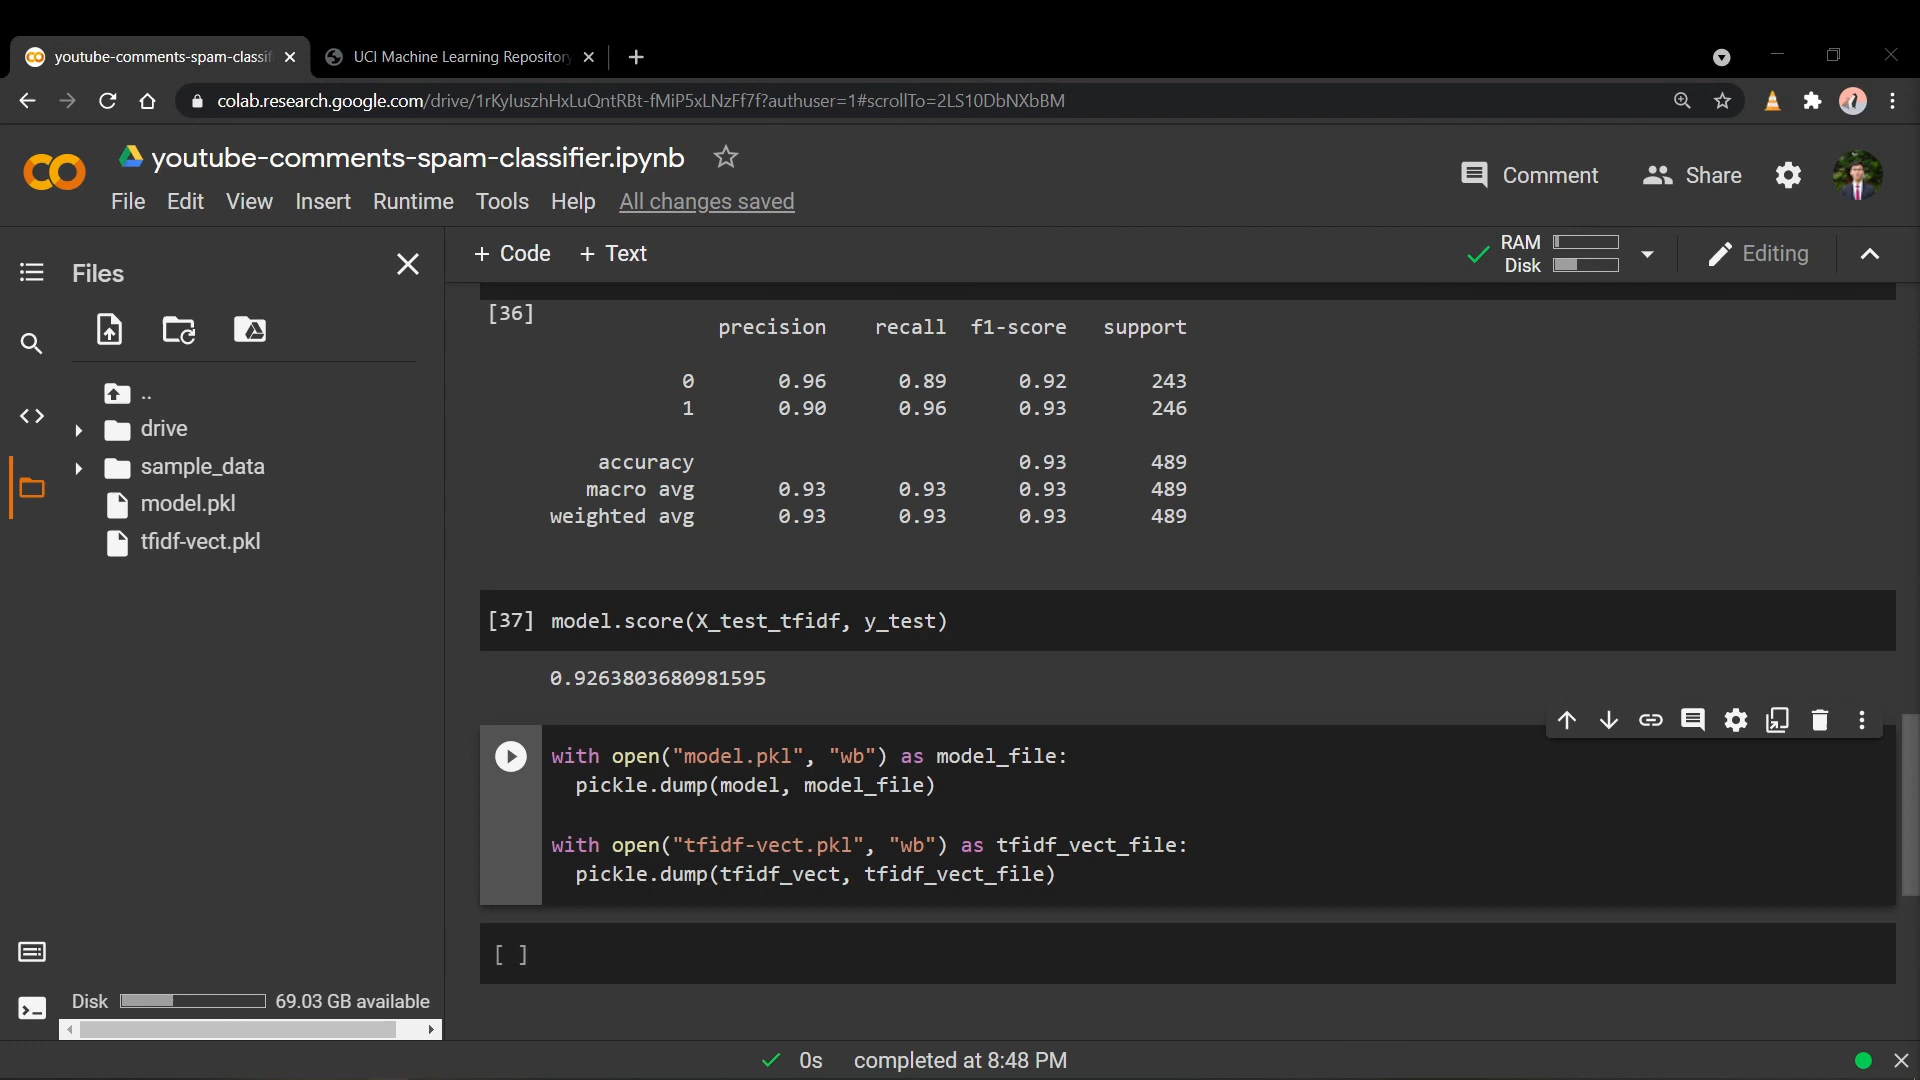 youtube-comments-spam-classif
UCI Machine Learning Repository
colab.research.google.com/drive/1rKyluszhHxLuQntRBt-fMiP5xLNzFf7f?authuser=1#scrollTo=2LS10DbNXbBM
youtube-comments-spam-classifier.ipynb
File Edit View Insert Runtime Tools Help All changes saved
Comment Share
Files
+ Code + Text
RAM
Disk
Editing
..
drive
sample_data
model.pkl
tfidf-vect.pkl
Disk 69.03 GB available
[36]
precision recall f1-score support
0 0.96 0.89 0.92 243
1 0.90 0.96 0.93 246
accuracy 0.93 489
macro avg 0.93 0.93 0.93 489
weighted avg 0.93 0.93 0.93 489
[37] model.score(X_test_tfidf, y_test)
0.9263803680981595
with open("model.pkl", "wb") as model_file:
pickle.dump(model, model_file)
with open("tfidf-vect.pkl", "wb") as tfidf_vect_file:
pickle.dump(tfidf_vect, tfidf_vect_file)
[ ]
0s completed at 8:48 PM